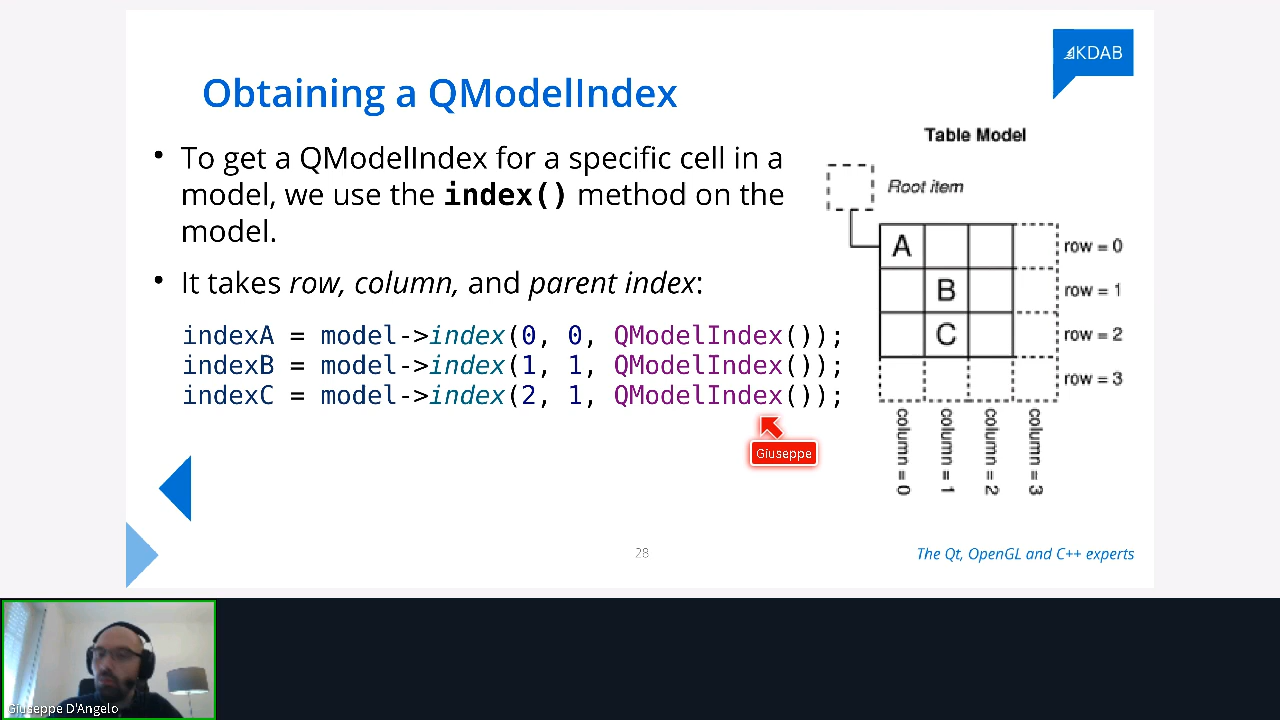 KDAB
Obtaining a QModelIndex
• To get a QModelIndex for a specific cell in a
model, we use the index() method on the
model.
• It takes row, column, and parent index:
indexA = model->index(0, 0, QModelIndex());
indexB = model->index(1, 1, QModelIndex());
indexC = model->index(2, 1, QModelIndex());
Giuseppe
Table Model
Root item
A
row = 0
B
row = 1
C
row = 2
row = 3
column = 0
column = 1
column = 2
column = 3
28
The Qt, OpenGL and C++ experts
Giuseppe D'Angelo